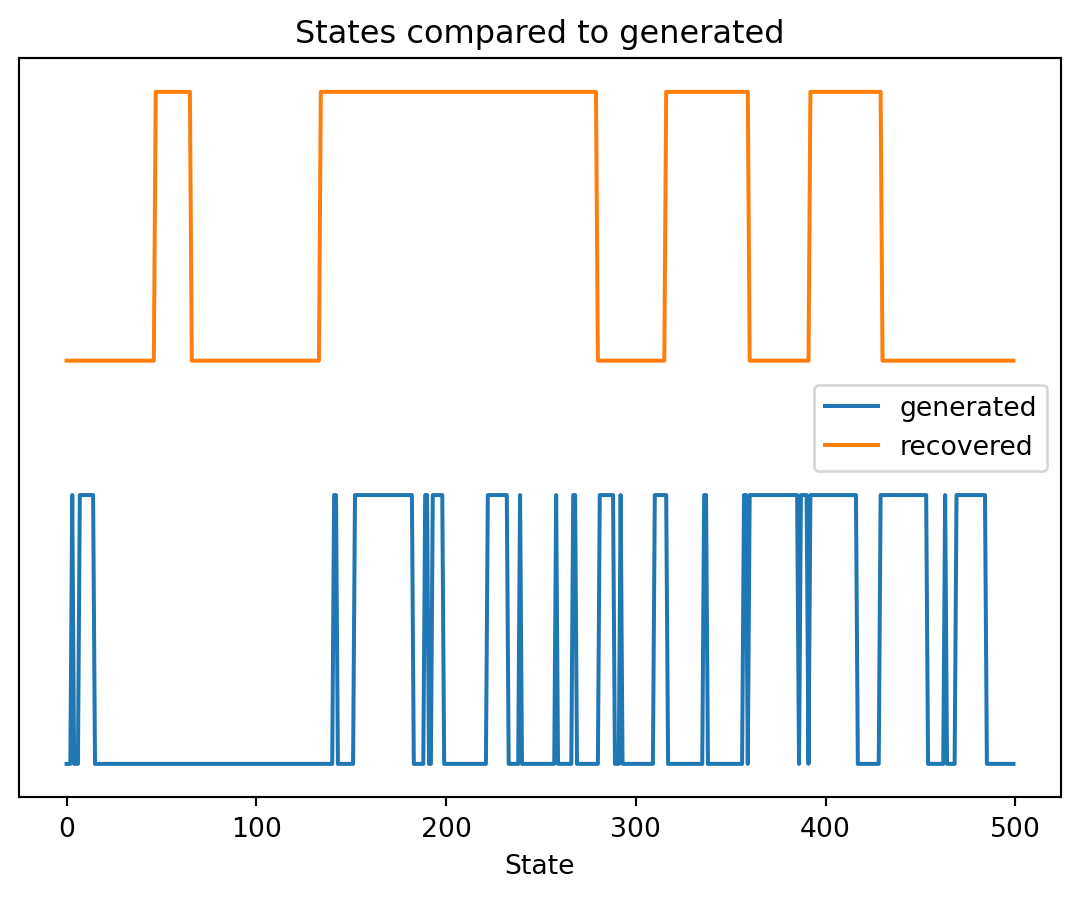 States compared to generated
generated
recovered
0 100 200 300 400 500
State